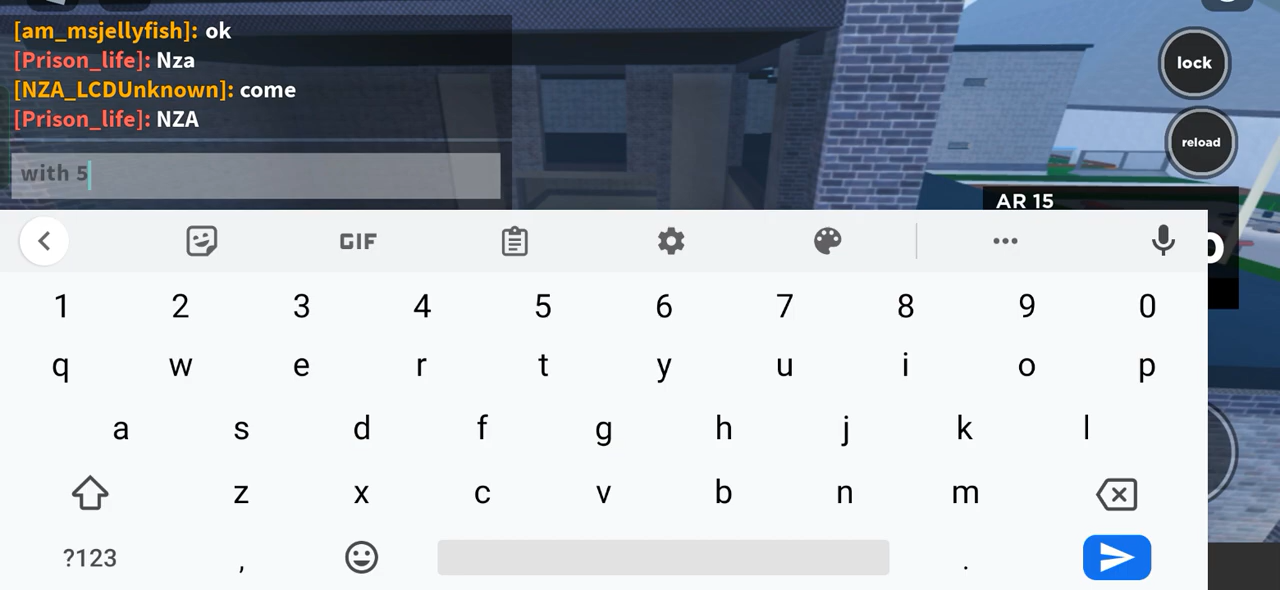 [am_msjellyfish]: ok
[Prison_life]: Nza
[NZA_LCDUnknown]: come
[Prison_life]: NZA
with 5
lock
reload
AR 15
GIF
1 2 3 4 5 6 7 8 9 0
q w e r t y u i o p
a s d f g h j k l
z x c v b n m
?123 , .